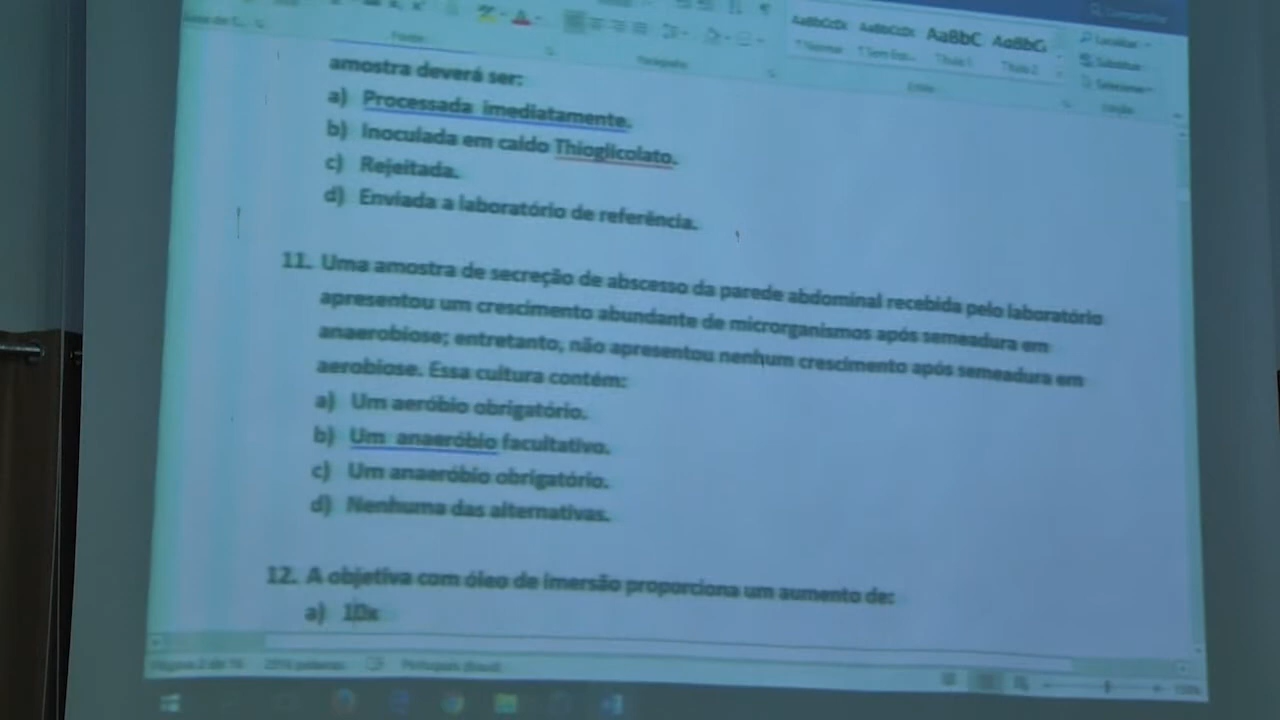 AaBbCcDc AaBbCcDc AaBbC AaBbCc
amostra deverá ser:
a) Processada imediatamente.
b) Inoculada em caldo Thioglicolato.
c) Rejeitada.
d) Enviada a laboratório de referência.
11. Uma amostra de secreção de abscesso da parede abdominal recebida pelo laboratório
apresentou um crescimento abundante de microrganismos após semeadura em
anaerobiose; entretanto, não apresentou nenhum crescimento após semeadura em
aerobiose. Essa cultura contém:
a) Um aeróbio obrigatório.
b) Um anaeróbio facultativo.
c) Um anaeróbio obrigatório.
d) Nenhuma das alternativas.
12. A objetiva com óleo de imersão proporciona um aumento de:
a) 10x